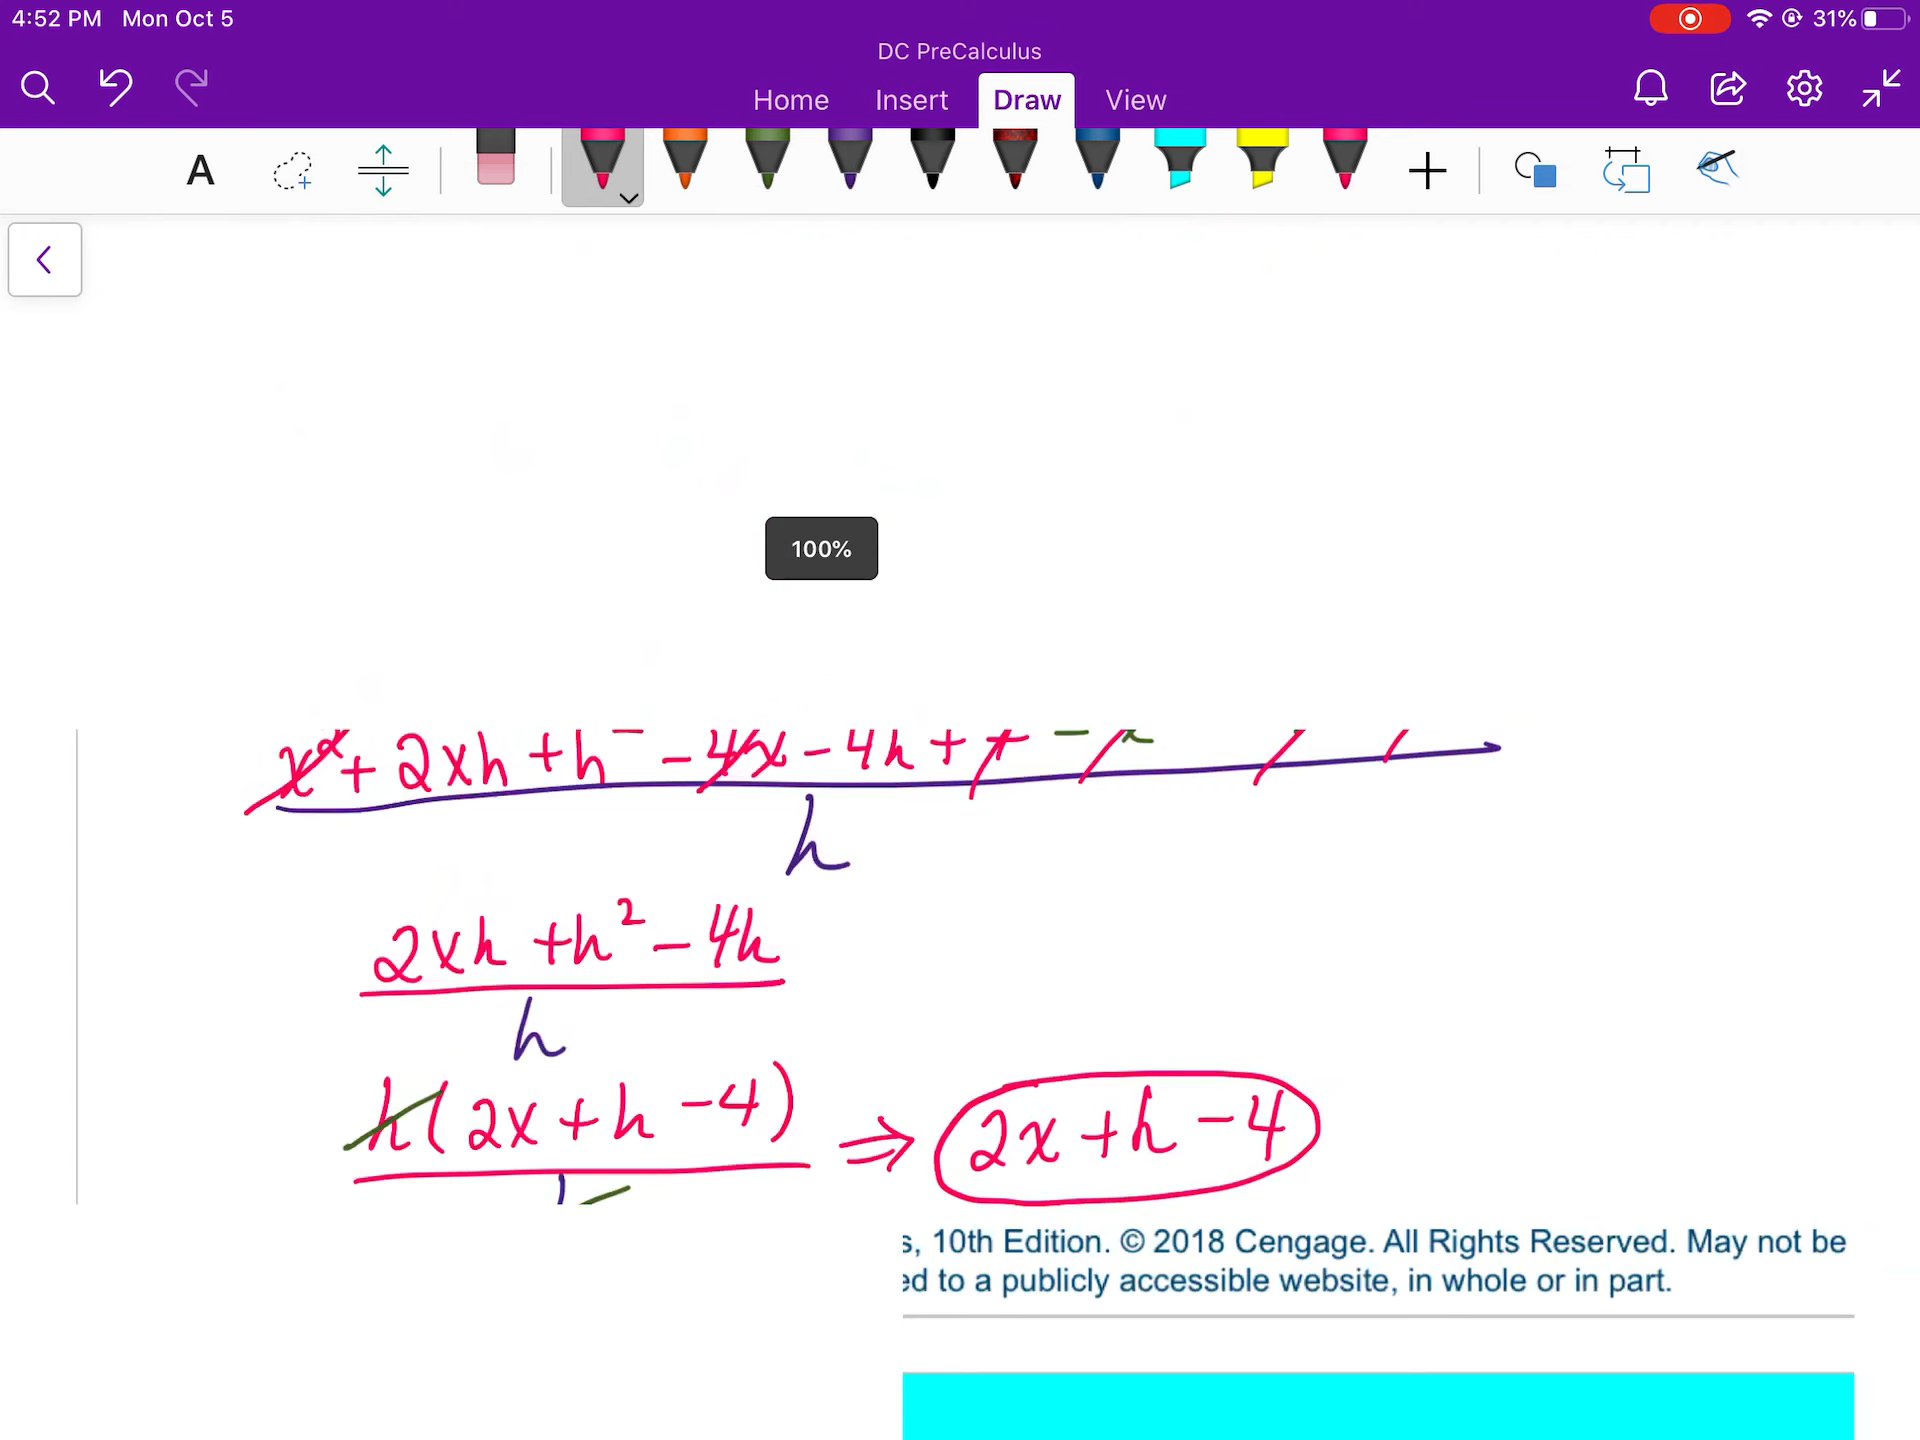 4:52 PM Mon Oct 5 31%
DC PreCalculus
Home Insert Draw View
A
100%
x² + 2xh + h - 4x - 4h +
h
2xh + h² - 4h
h
h(2x + h - 4) ⇒ 2x + h - 4
s, 10th Edition. © 2018 Cengage. All Rights Reserved. May not be
ed to a publicly accessible website, in whole or in part.